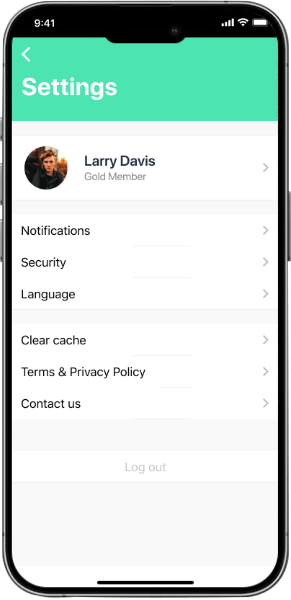 9:41
Settings
Larry Davis
Gold Member
Notifications
Security
Language
Clear cache
Terms & Privacy Policy
Contact us
Log out